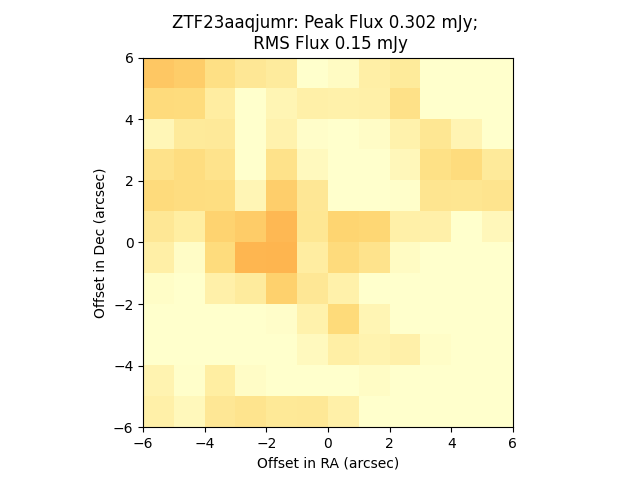 ZTF23aaqjumr: Peak Flux 0.302 mJy;
RMS Flux 0.15 mJy
6
4
2
0
−2
−4
−6
Offset in Dec (arcsec)
−6 −4 −2 0 2 4 6
Offset in RA (arcsec)